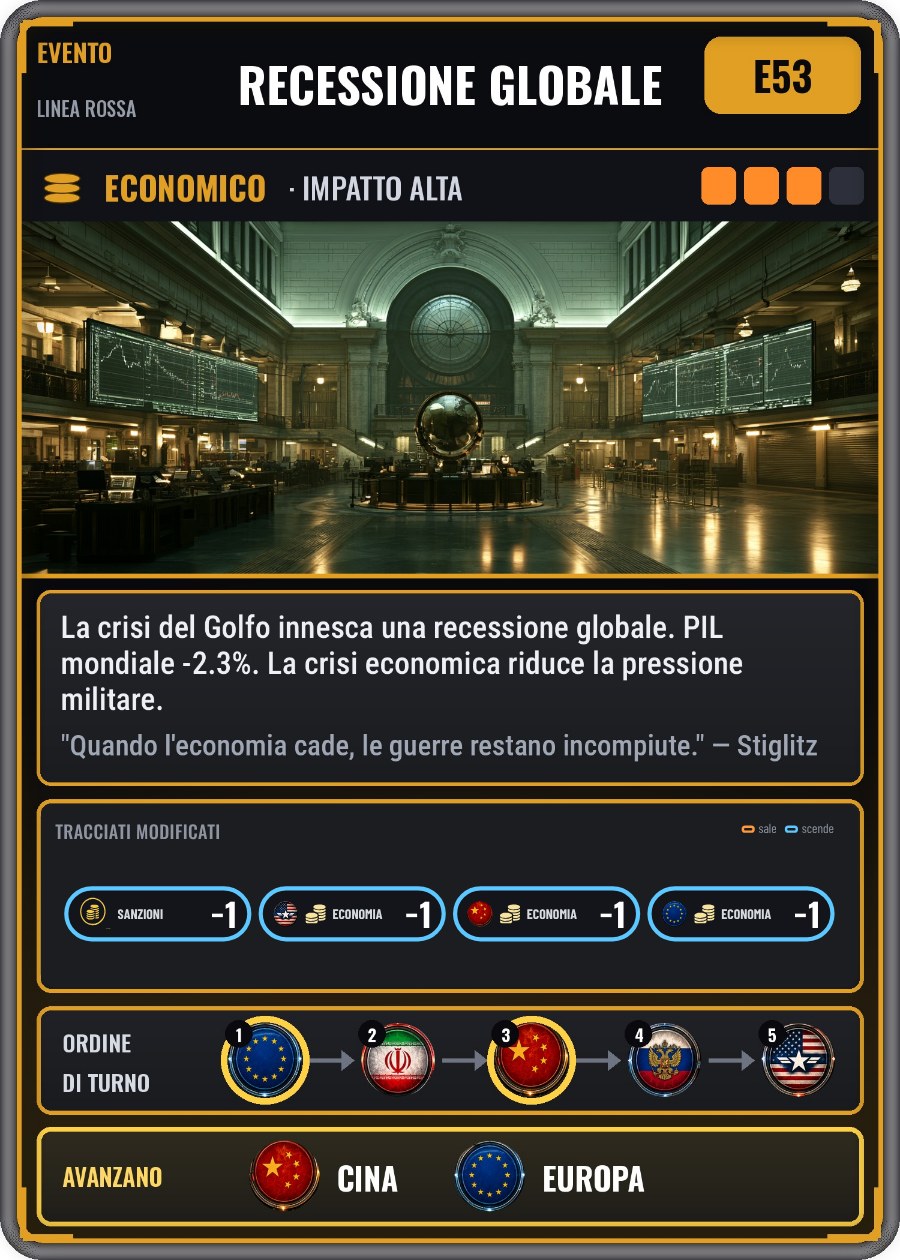 EVENTO
LINEA ROSSA
RECESSIONE GLOBALE
E53
ECONOMICO · IMPATTO ALTA
La crisi del Golfo innesca una recessione globale. PIL
mondiale -2.3%. La crisi economica riduce la pressione
militare.
"Quando l'economia cade, le guerre restano incompiute." — Stiglitz
TRACCIATI MODIFICATI
sale scende
SANZIONI -1
ECONOMIA -1
ECONOMIA -1
ECONOMIA -1
ORDINE
DI TURNO
1 2 3 4 5
AVANZANO CINA EUROPA